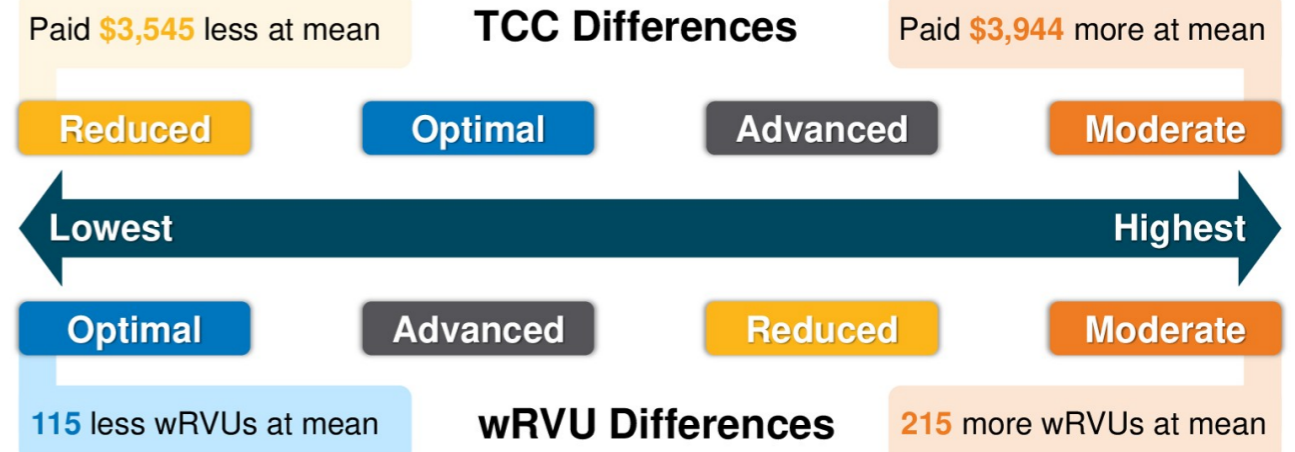 Paid $3,545 less at mean
TCC Differences
Paid $3,944 more at mean
Reduced
Optimal
Advanced
Moderate
Lowest
Highest
Optimal
Advanced
Reduced
Moderate
115 less wRVUs at mean
wRVU Differences
215 more wRVUs at mean